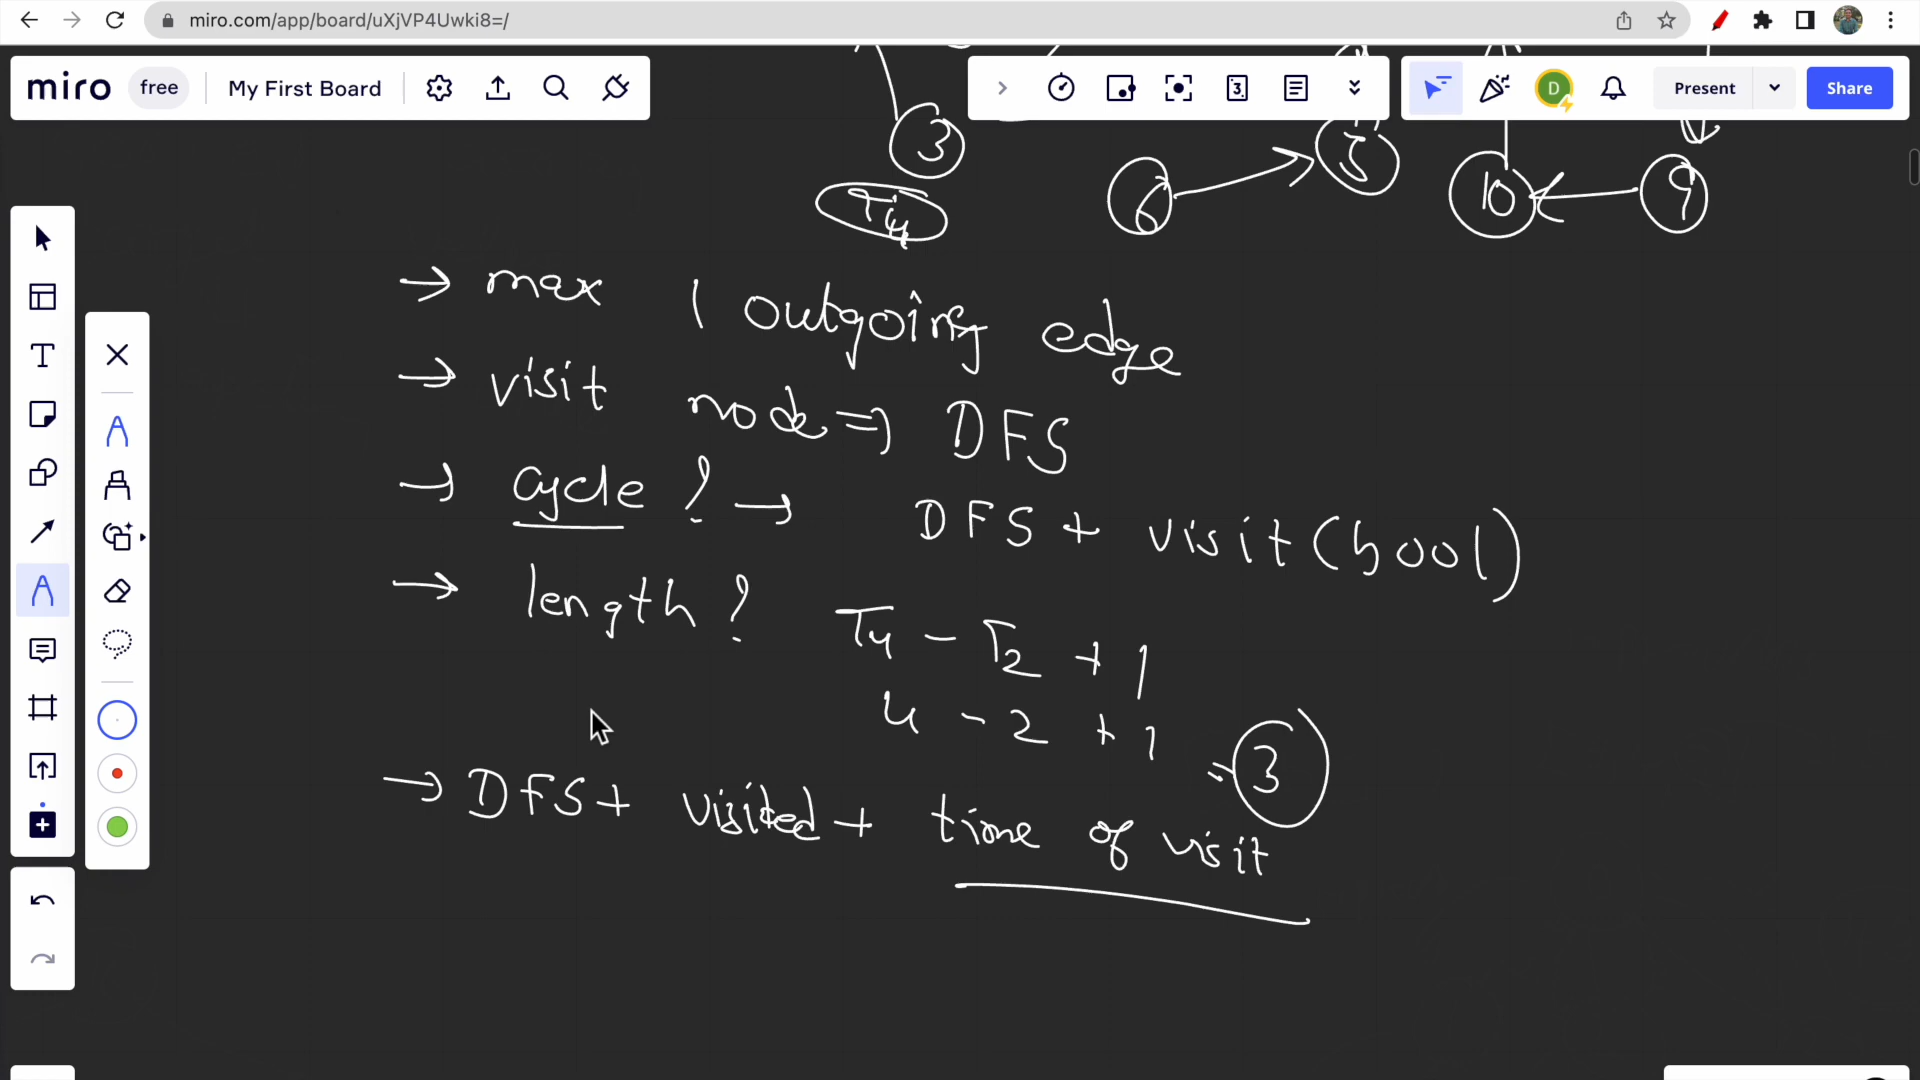 miro.com/app/board/uXjVP4Uwki8=/
miro free My First Board
3 Present Share
D
3 5
T4 6 10 9
→ max 1 outgoing edge
→ visit node => DFS
→ cycle ? → DFS + visit (bool)
→ length ? T4 - T2 + 1
4 - 2 + 1 = 3
→ DFS + visited + time of visit